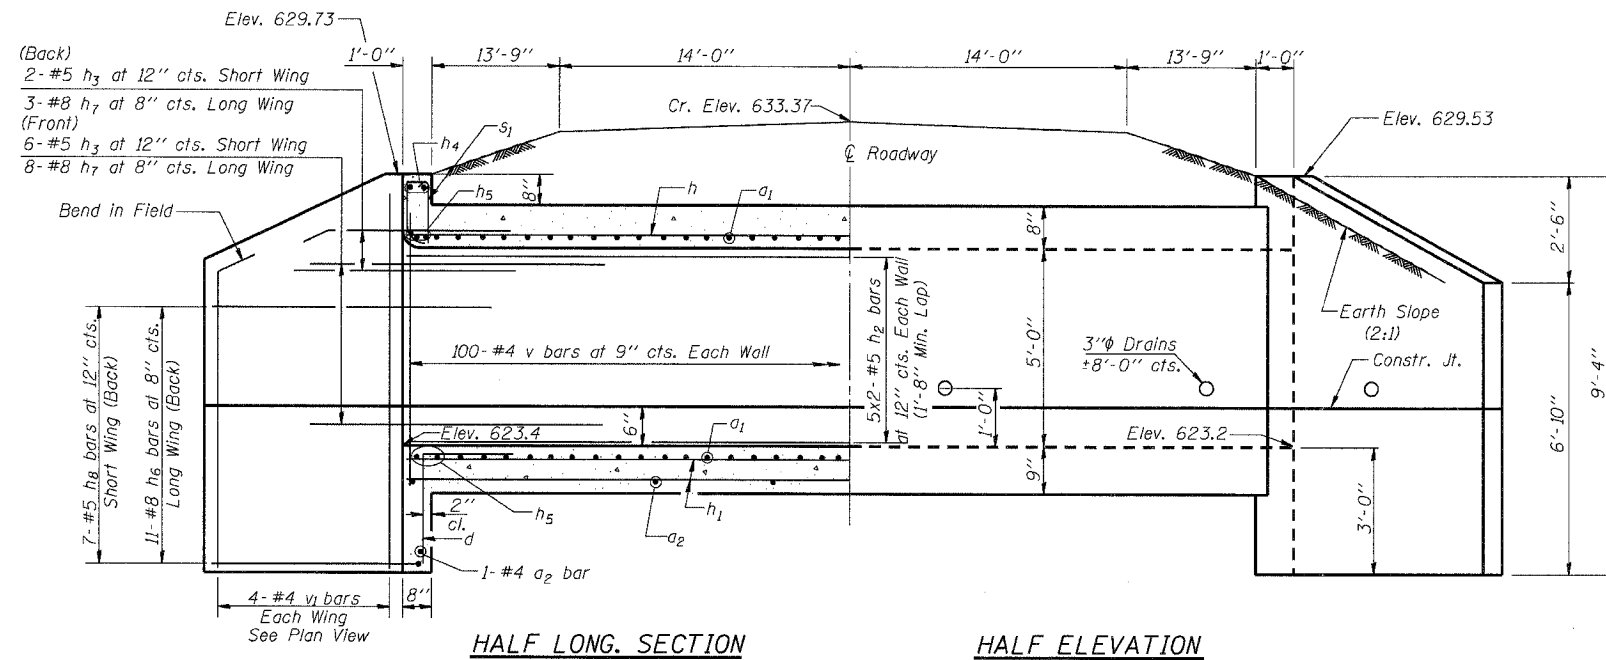 Elev. 629.73
(Back)
2-#5 h3 at 12" cts. Short Wing
3-#8 h7 at 8" cts. Long Wing
(Front)
6-#5 h3 at 12" cts. Short Wing
8-#8 h7 at 8" cts. Long Wing
Bend in Field
1'-0"
13'-9"
14'-0"
14'-0"
13'-9"
1'-0"
Cr. Elev. 633.37
Elev. 629.53
℄ Roadway
s1
h4
h5
8"
h
a1
8"
2'-6"
Earth Slope
(2:1)
Constr. Jt.
3"ϕ Drains
±8'-0" cts.
100-#4 v bars at 9" cts. Each Wall
5x2-#5 h2 bars
at 12" cts. Each Wall
(1'-8" Min. Lap)
5'-0"
1'-0"
9'-4"
6'-10"
7-#5 h8 bars at 12" cts.
Short Wing (Back)
11-#8 h6 bars at 8" cts.
Long Wing (Back)
Elev. 623.4
6"
a1
Elev. 623.2
9"
3'-0"
h5
h1
a2
2"
cl.
d
1-#4 a2 bar
4-#4 v1 bars
Each Wing
See Plan View
8"
HALF LONG. SECTION
HALF ELEVATION